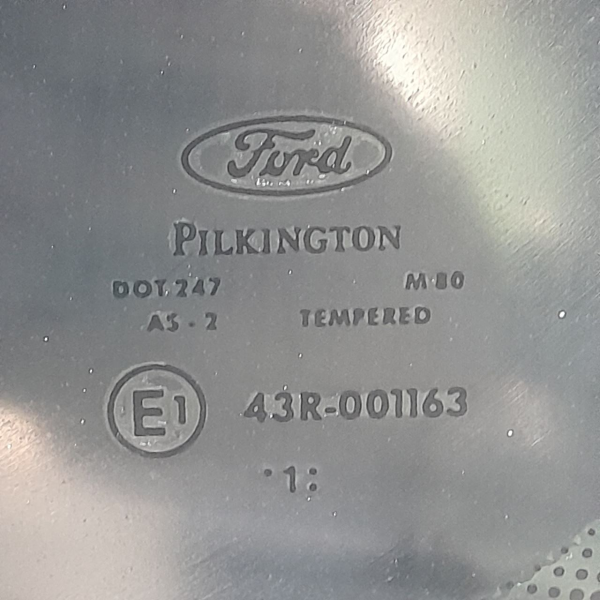 Ford
PILKINGTON
DOT.247 M·80
AS-2 TEMPERED
E1 43R-001163
·1: